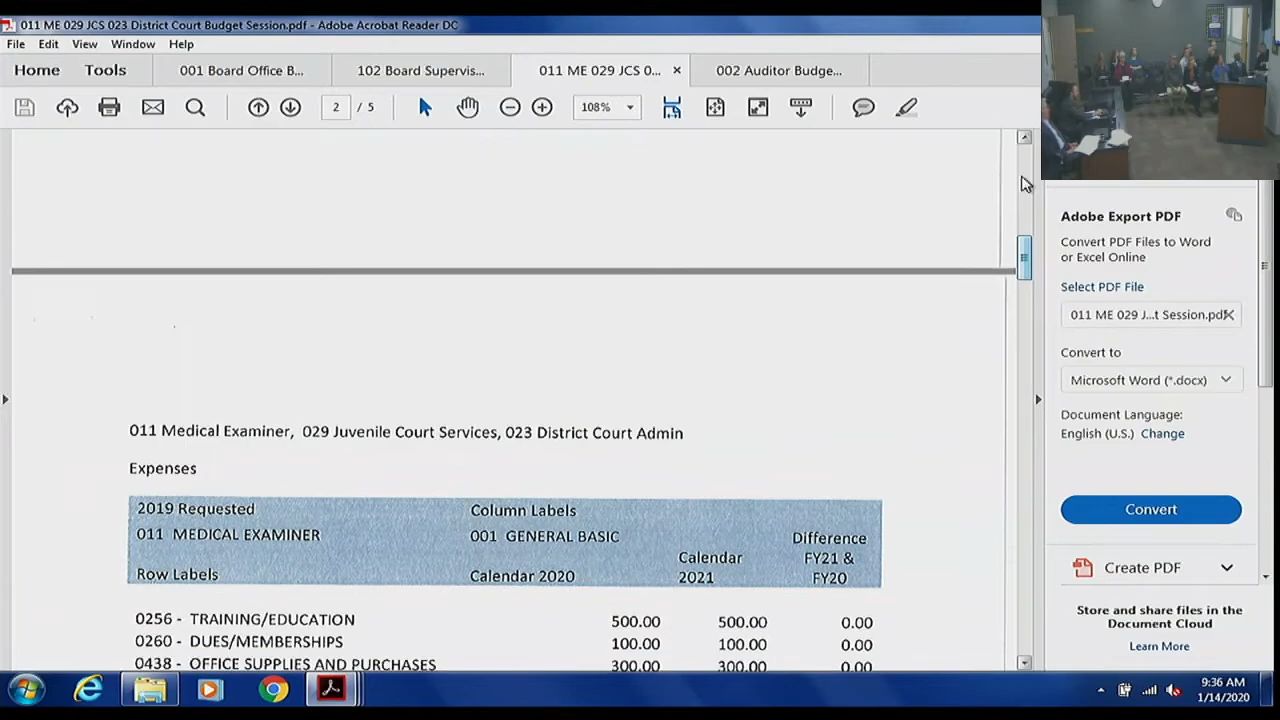 011 ME 029 JCS 023 District Court Budget Session.pdf - Adobe Acrobat Reader DC
File Edit View Window Help
Home Tools 001 Board Office B... 102 Board Supervis... 011 ME 029 JCS 0... × 002 Auditor Budge...
2 / 5 108%
Adobe Export PDF
Convert PDF Files to Word
or Excel Online
Select PDF File
011 ME 029 J...t Session.pdf
Convert to
Microsoft Word (*.docx)
Document Language:
English (U.S.) Change
Convert
Create PDF
Store and share files in the
Document Cloud
Learn More
011 Medical Examiner, 029 Juvenile Court Services, 023 District Court Admin
Expenses
2019 Requested Column Labels
011 MEDICAL EXAMINER 001 GENERAL BASIC
Row Labels Calendar 2020 Calendar 2021 Difference FY21 & FY20
0256 - TRAINING/EDUCATION 500.00 500.00 0.00
0260 - DUES/MEMBERSHIPS 100.00 100.00 0.00
0438 - OFFICE SUPPLIES AND PURCHASES 300.00 300.00 0.00
9:36 AM
1/14/2020